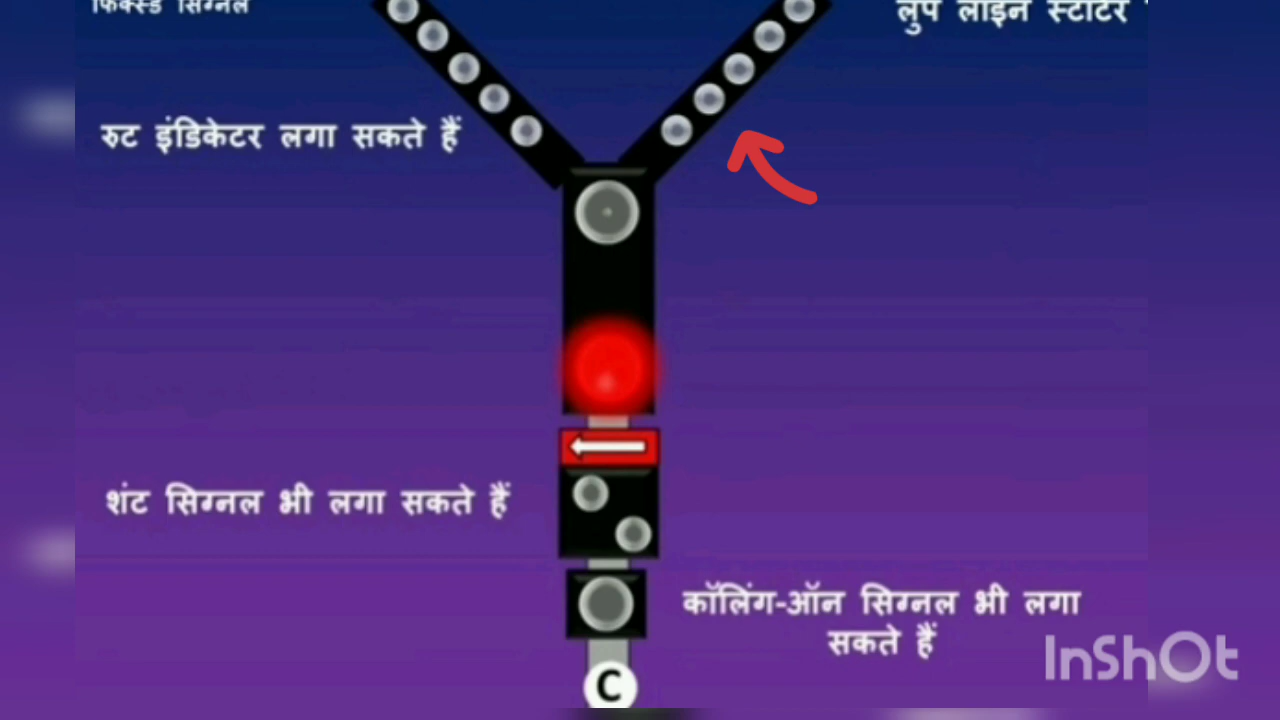 फिक्स्ड सिग्नल
लुप लाइन स्टार्टर
रुट इंडिकेटर लगा सकते हैं
शंट सिग्नल भी लगा सकते हैं
कॉलिंग-ऑन सिग्नल भी लगा
सकते हैं
C
InShOt